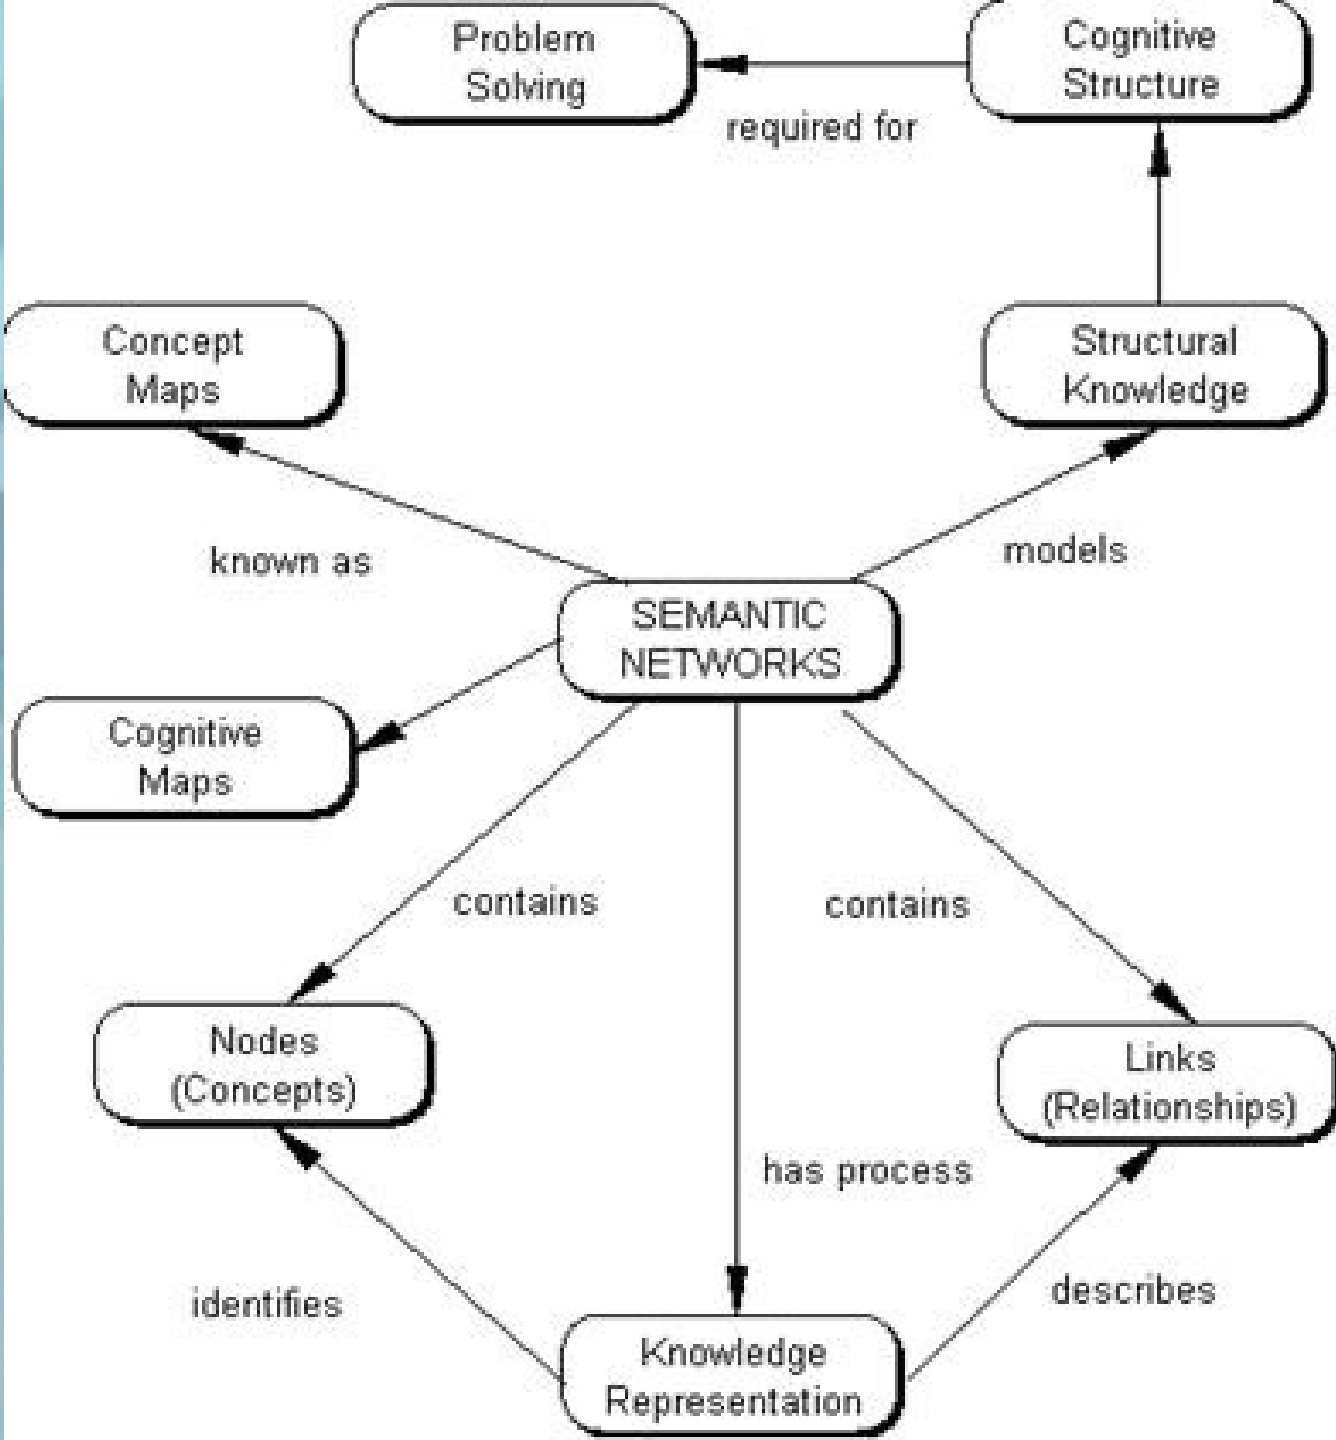 Problem
Solving
Cognitive
Structure
required for
Concept
Maps
Structural
Knowledge
known as
models
SEMANTIC
NETWORKS
Cognitive
Maps
contains
contains
Nodes
(Concepts)
Links
(Relationships)
has process
identifies
describes
Knowledge
Representation